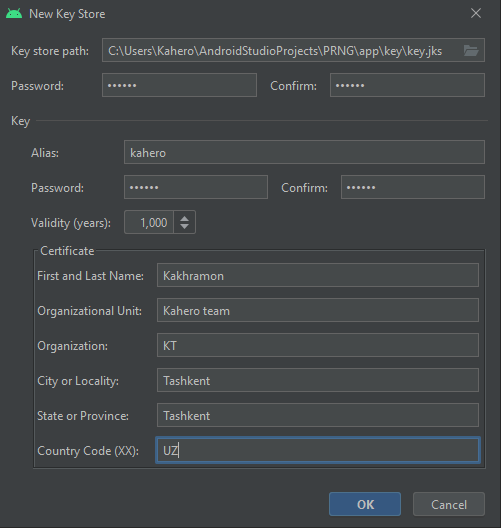 New Key Store
Key store path: C:\Users\Kahero\AndroidStudioProjects\PRNG\app\key\key.jks
Password: •••••• Confirm: ••••••
Key
Alias: kahero
Password: •••••• Confirm: ••••••
Validity (years): 1,000
Certificate
First and Last Name: Kakhramon
Organizational Unit: Kahero team
Organization: KT
City or Locality: Tashkent
State or Province: Tashkent
Country Code (XX): UZ
OK Cancel